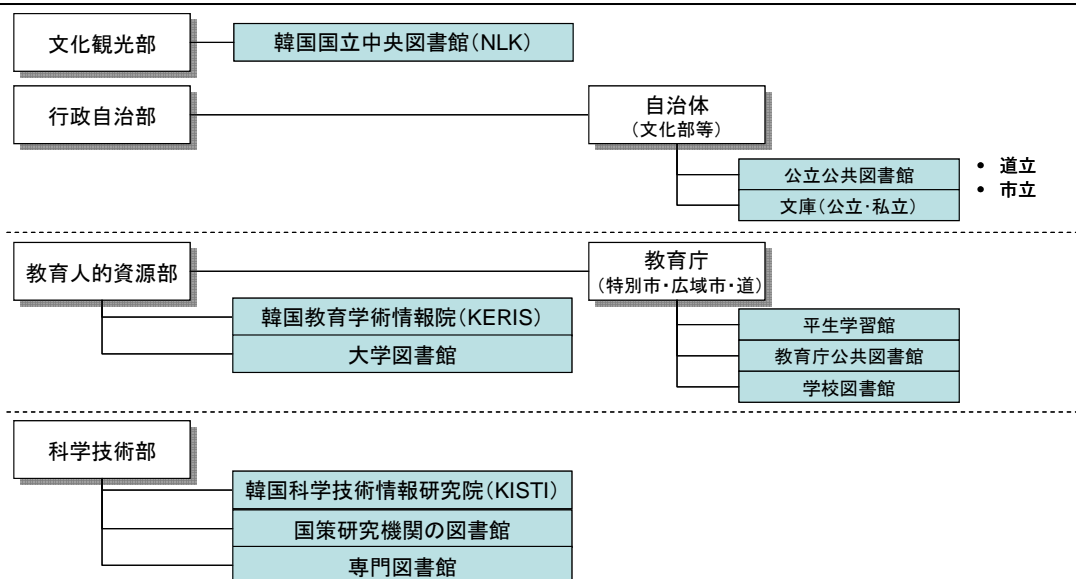 文化観光部
韓国国立中央図書館(NLK)
行政自治部
自治体
(文化部等)
公立公共図書館
文庫(公立・私立)
• 道立
• 市立
教育人的資源部
教育庁
(特別市・広域市・道)
韓国教育学術情報院(KERIS)
大学図書館
平生学習館
教育庁公共図書館
学校図書館
科学技術部
韓国科学技術情報研究院(KISTI)
国策研究機関の図書館
専門図書館